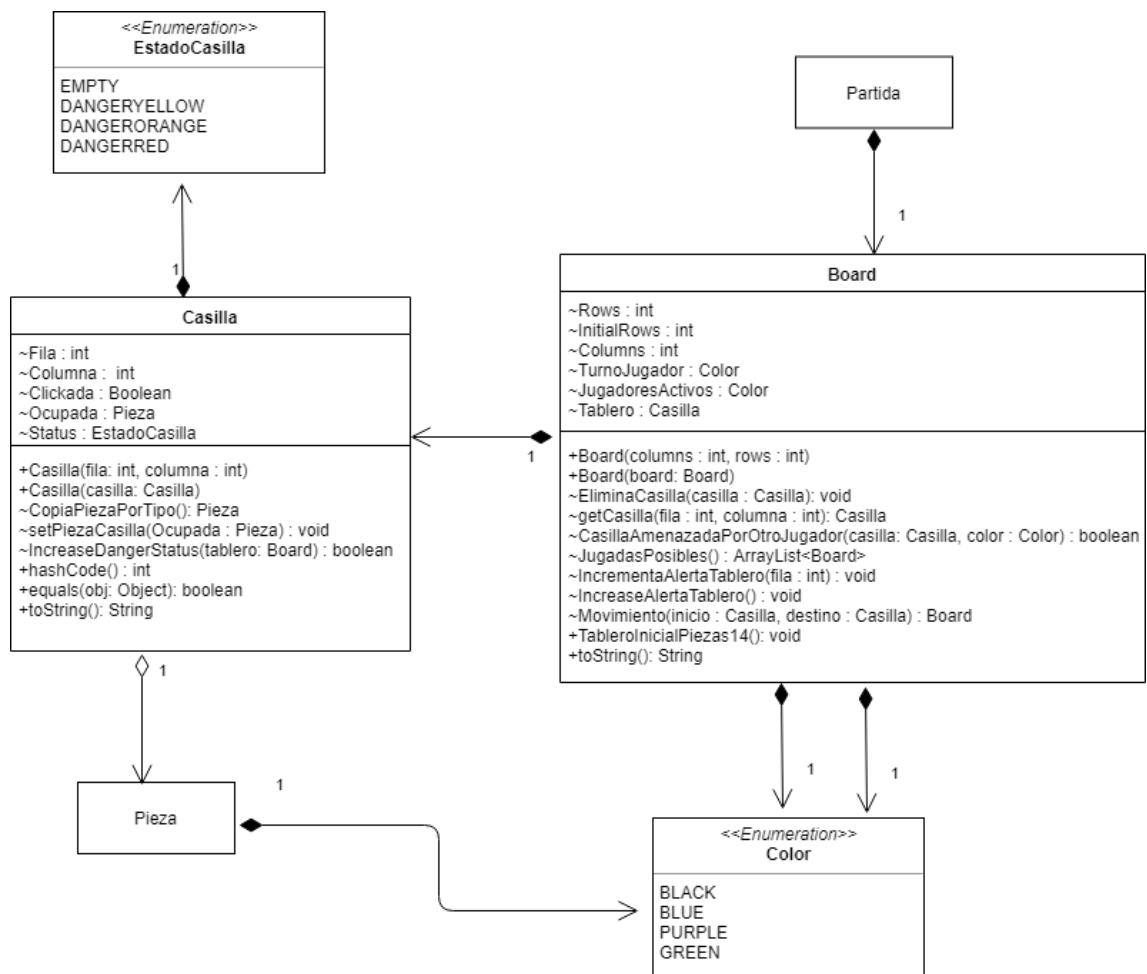 <<Enumeration>>
EstadoCasilla
EMPTY
DANGERYELLOW
DANGERORANGE
DANGERRED
Partida
1
1
Casilla
~Fila : int
~Columna : int
~Clickada : Boolean
~Ocupada : Pieza
~Status : EstadoCasilla
+Casilla(fila: int, columna : int)
+Casilla(casilla: Casilla)
~CopiaPiezaPorTipo(): Pieza
~setPiezaCasilla(Ocupada : Pieza) : void
~IncreaseDangerStatus(tablero: Board) : boolean
+hashCode() : int
+equals(obj: Object): boolean
+toString(): String
1
Board
~Rows : int
~InitialRows : int
~Columns : int
~TurnoJugador : Color
~JugadoresActivos : Color
~Tablero : Casilla
+Board(columns : int, rows : int)
+Board(board: Board)
~EliminaCasilla(casilla : Casilla): void
~getCasilla(fila : int, columna : int): Casilla
~CasillaAmenazadaPorOtroJugador(casilla: Casilla, color : Color) : boolean
~JugadasPosibles() : ArrayList<Board>
~IncrementaAlertaTablero(fila : int) : void
~IncreaseAlertaTablero() : void
~Movimiento(inicio : Casilla, destino : Casilla) : Board
+TableroInicialPiezas14(): void
+toString(): String
1
1
1
1
Pieza
<<Enumeration>>
Color
BLACK
BLUE
PURPLE
GREEN